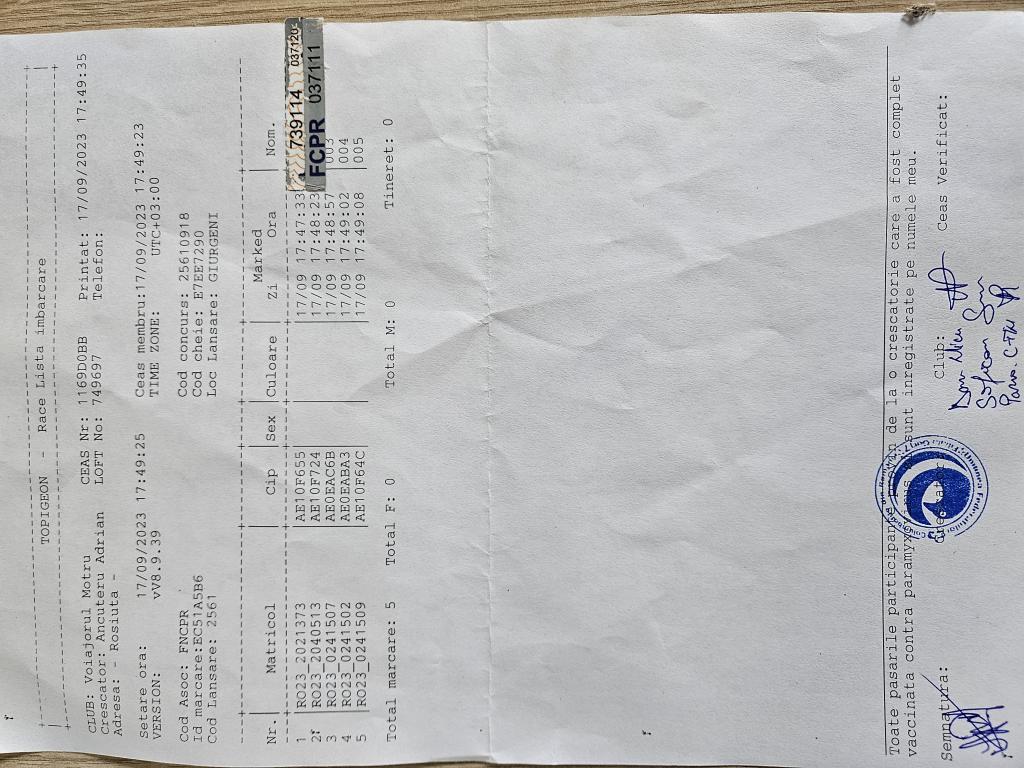 TOPIGEON - Race Lista imbarcare
CLUB: Voiajorul Motru CEAS Nr: 1169D0BB Printat: 17/09/2023 17:49:35
Crescator: Ancuteru Adrian LOFT No: 749697 Telefon:
Adresa: - Rosiuta -
Setare ora: 17/09/2023 17:49:25 Ceas membru:17/09/2023 17:49:23
VERSION: vV8.9.39 TIME ZONE: UTC+03:00
Cod Asoc: FNCPR Cod concurs: 25610918
Id marcare:EC51A5B6 Cod cheie: E7EE7290
Cod Lansare: 2561 Loc Lansare: GIURGENI
Marked
Nr. | Matricol | Cip |Sex |Culoare | Zi Ora | Nom.
1 |RO23_2021373 |AE10F655 | | |17/09 17:47:33
2 |RO23_2040513 |AE10F724 | | |17/09 17:48:23
3 |RO23_0241507 |AE0EAC6B | | |17/09 17:48:57 | 003
4 |RO23_0241502 |AE0EABA3 | | |17/09 17:49:02 | 004
5 |RO23_0241509 |AE10F64C | | |17/09 17:49:08 | 005
739114 037120
FCPR 037111
Total marcare: 5 Total F: 0 Total M: 0 Tineret: 0
Toate pasarile participante provin de la o crescatorie care a fost complet
vaccinata contra paramyxovirus si sunt inregistrate pe numele meu.
Semnatura: Club: Ceas Verificat: